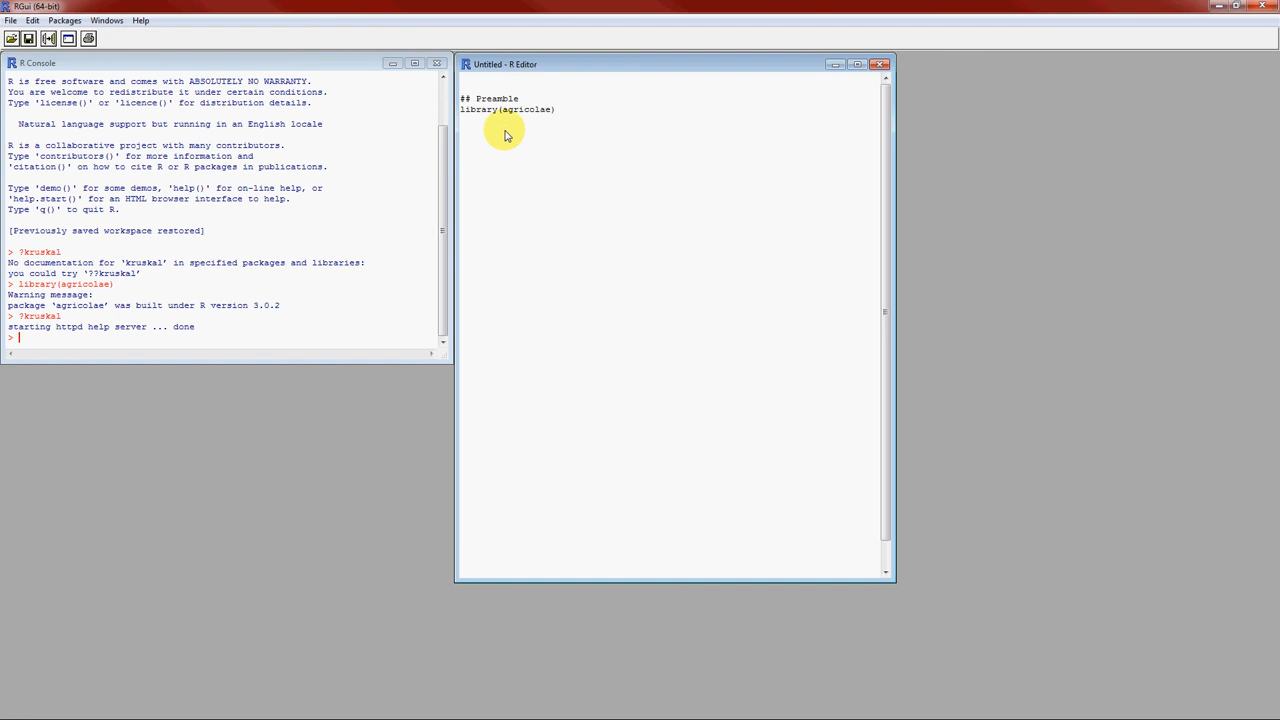 RGui (64-bit)
File Edit Packages Windows Help
R Console
R is free software and comes with ABSOLUTELY NO WARRANTY.
You are welcome to redistribute it under certain conditions.
Type 'license()' or 'licence()' for distribution details.
Natural language support but running in an English locale
R is a collaborative project with many contributors.
Type 'contributors()' for more information and
'citation()' on how to cite R or R packages in publications.
Type 'demo()' for some demos, 'help()' for on-line help, or
'help.start()' for an HTML browser interface to help.
Type 'q()' to quit R.
[Previously saved workspace restored]
> ?kruskal
No documentation for ‘kruskal’ in specified packages and libraries:
you could try ‘??kruskal’
> library(agricolae)
Warning message:
package ‘agricolae’ was built under R version 3.0.2
> ?kruskal
starting httpd help server ... done
>
Untitled - R Editor
## Preamble
library(agricolae)